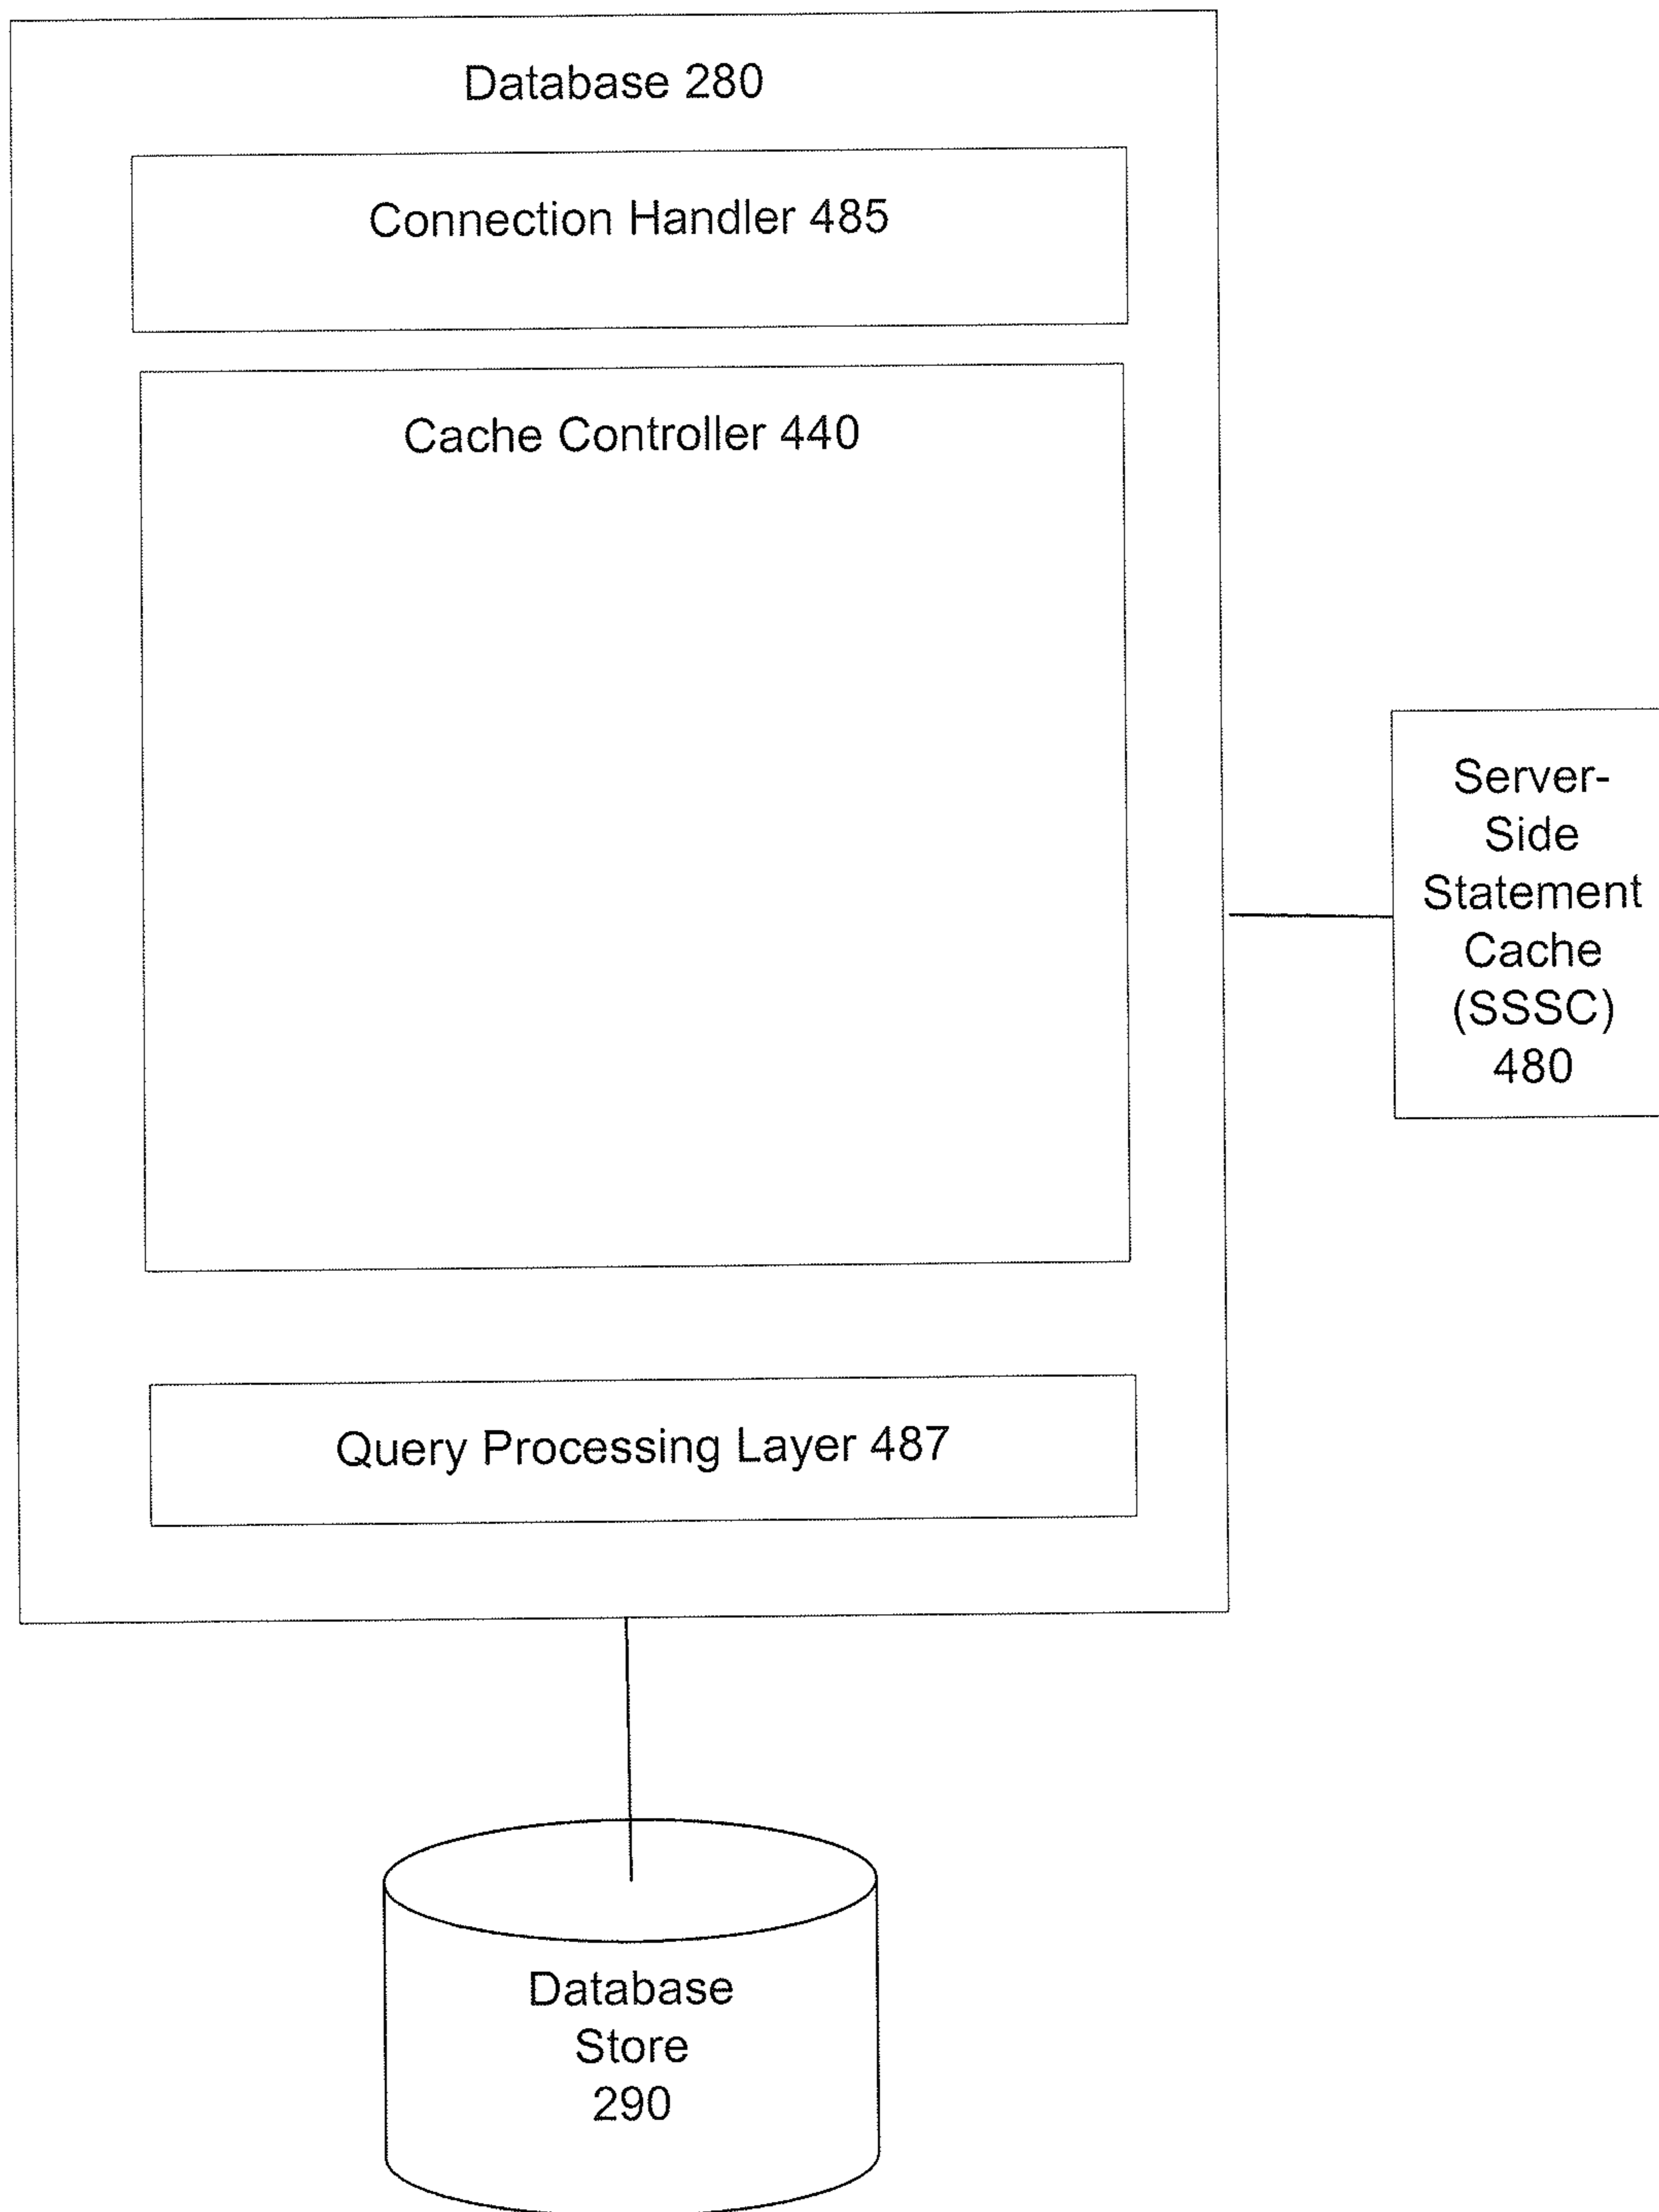 Database 280
Connection Handler 485
Cache Controller 440
Server-
Side
Statement
Cache
(SSSC)
480
Query Processing Layer 487
Database
Store
290